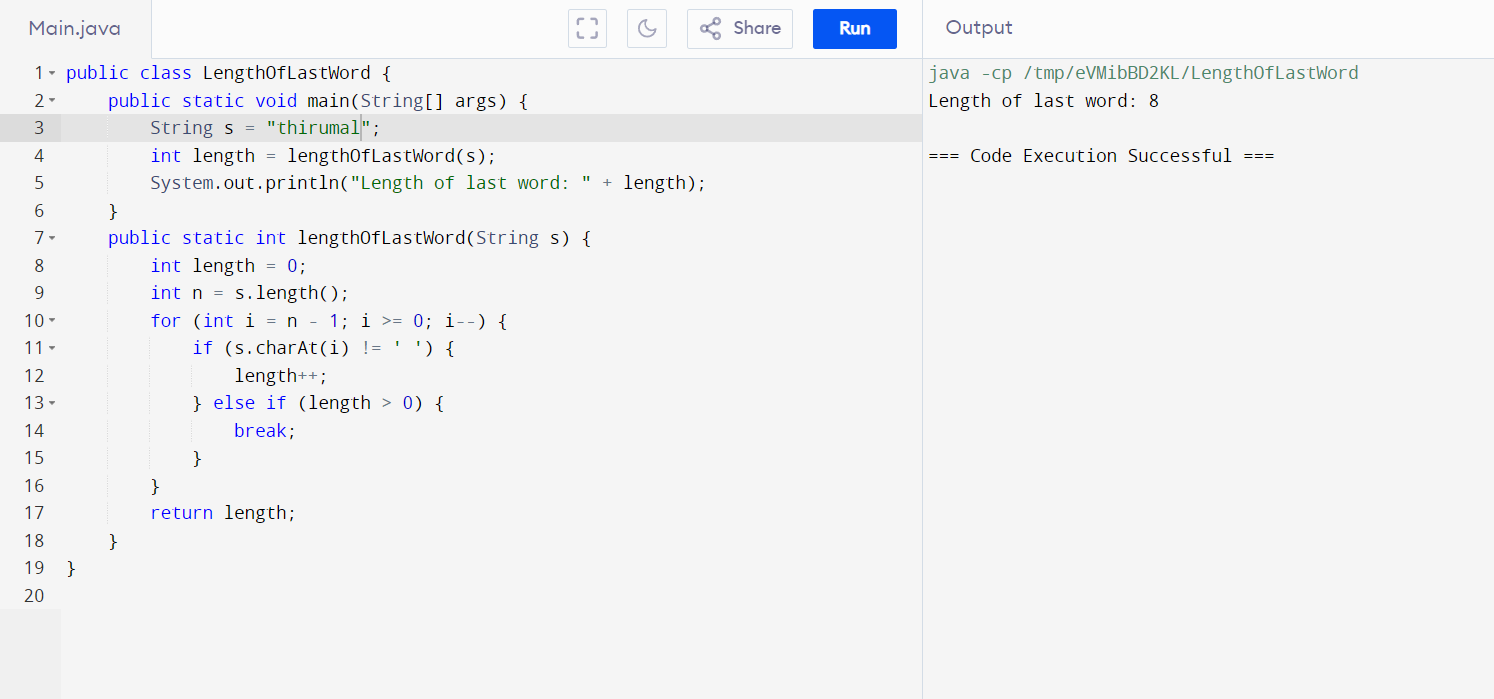 Main.java
Share
Run
Output
1 public class LengthOfLastWord {
2     public static void main(String[] args) {
3         String s = "thirumal";
4         int length = lengthOfLastWord(s);
5         System.out.println("Length of last word: " + length);
6     }
7     public static int lengthOfLastWord(String s) {
8         int length = 0;
9         int n = s.length();
10         for (int i = n - 1; i >= 0; i--) {
11             if (s.charAt(i) != ' ') {
12                 length++;
13             } else if (length > 0) {
14                 break;
15             }
16         }
17         return length;
18     }
19 }
20
java -cp /tmp/eVMibBD2KL/LengthOfLastWord
Length of last word: 8
=== Code Execution Successful ===